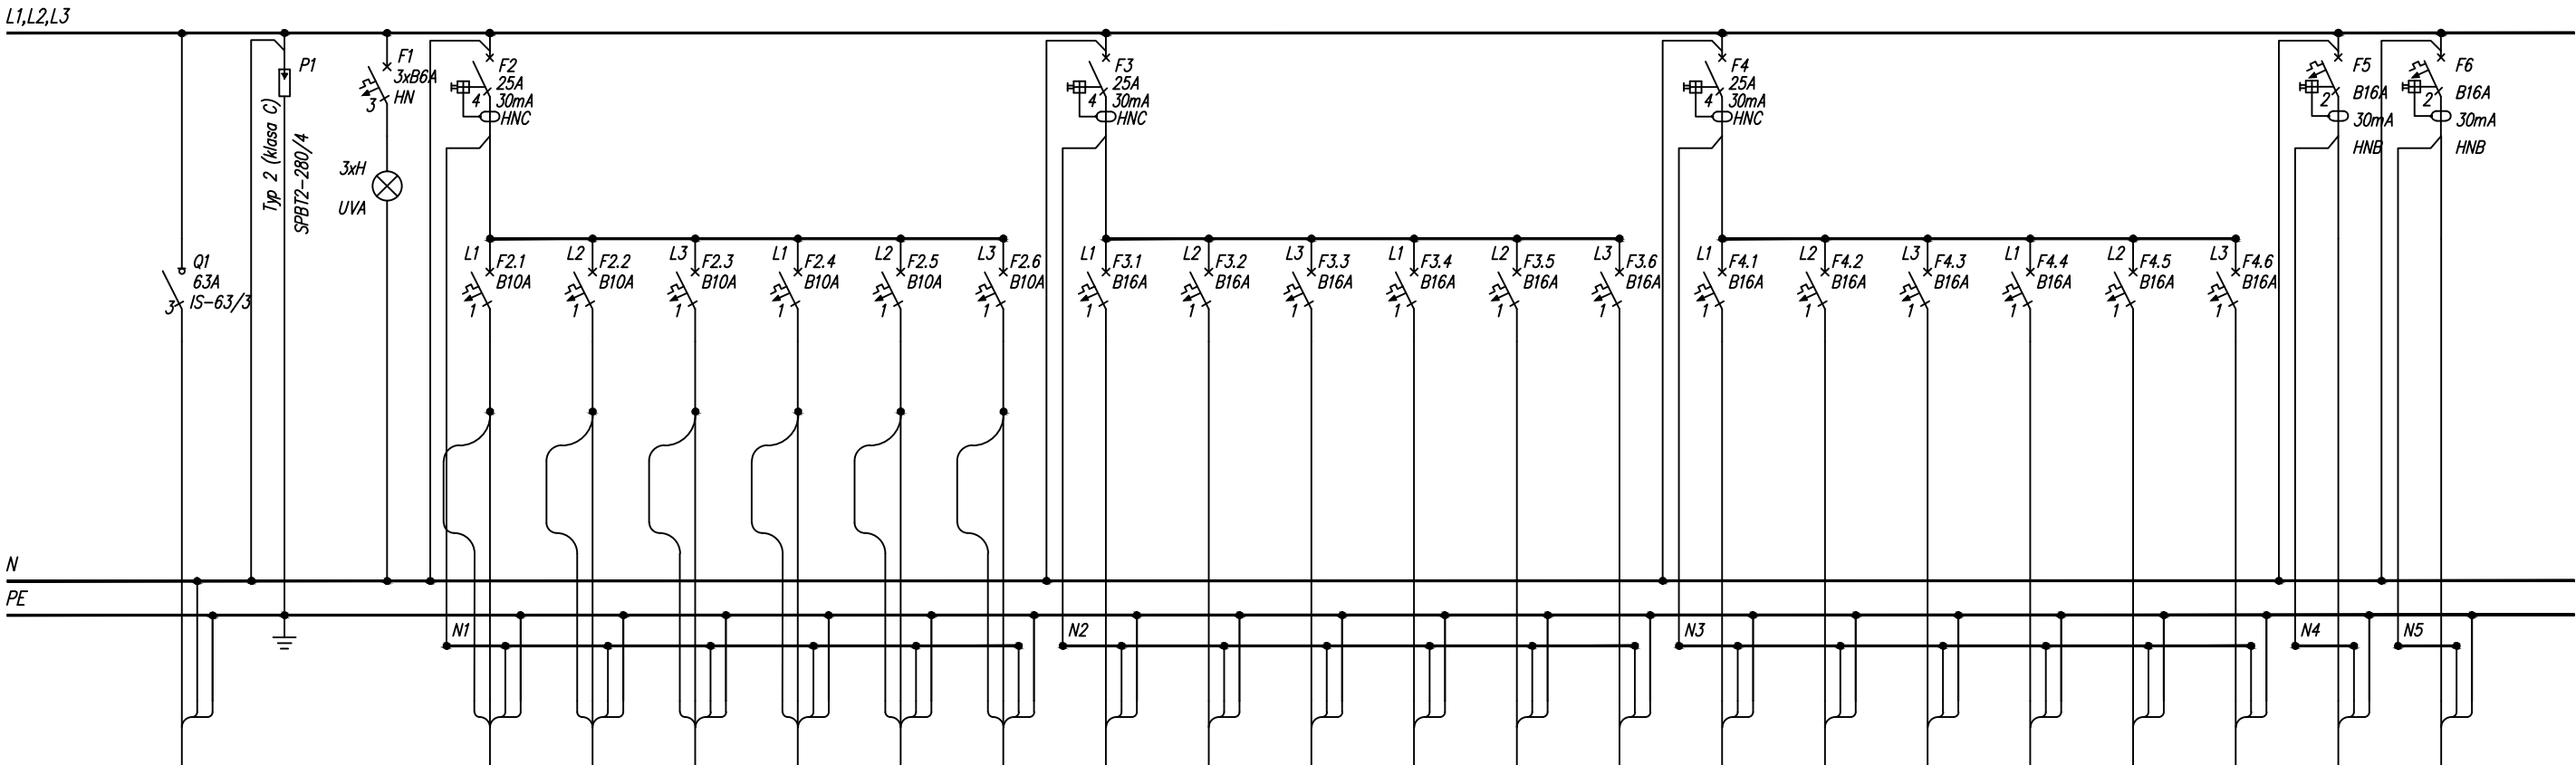 L1,L2,L3
P1
Typ 2 (klasa C)
SPBT2-280/4
F1
3xB6A
HN
3
3xH
UVA
F2
25A
30mA
HNC
4
F3
25A
30mA
HNC
4
F4
25A
30mA
HNC
4
F5
B16A
2
30mA
HNB
F6
B16A
2
30mA
HNB
Q1
63A
IS-63/3
3
L1 F2.1
B10A
1
L2 F2.2
B10A
1
L3 F2.3
B10A
1
L1 F2.4
B10A
1
L2 F2.5
B10A
1
L3 F2.6
B10A
1
L1 F3.1
B16A
1
L2 F3.2
B16A
1
L3 F3.3
B16A
1
L1 F3.4
B16A
1
L2 F3.5
B16A
1
L3 F3.6
B16A
1
L1 F4.1
B16A
1
L2 F4.2
B16A
1
L3 F4.3
B16A
1
L1 F4.4
B16A
1
L2 F4.5
B16A
1
L3 F4.6
B16A
1
N
PE
N1
N2
N3
N4
N5